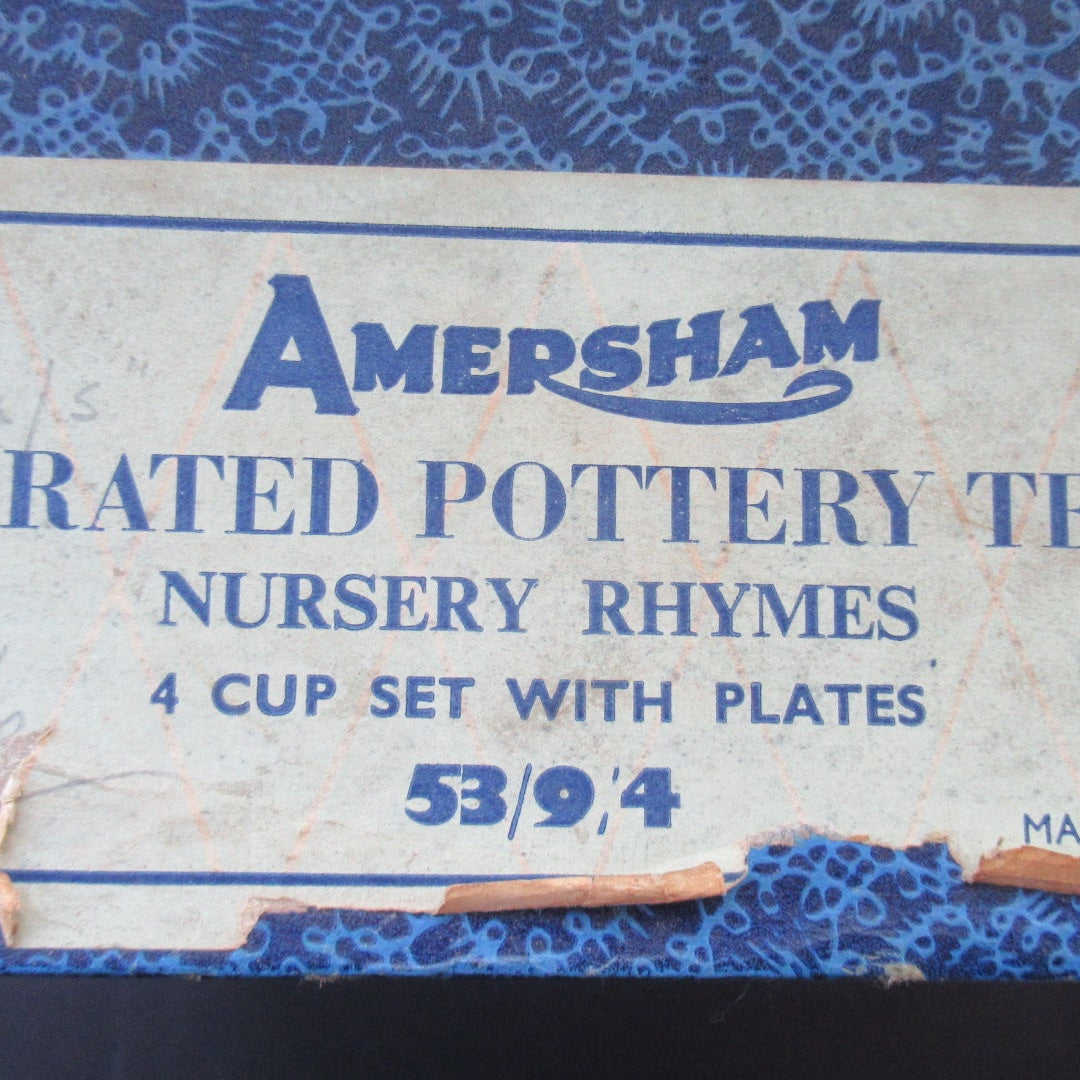 AMERSHAM
RATED POTTERY TE
NURSERY RHYMES
4 CUP SET WITH PLATES
53/9/4
MA